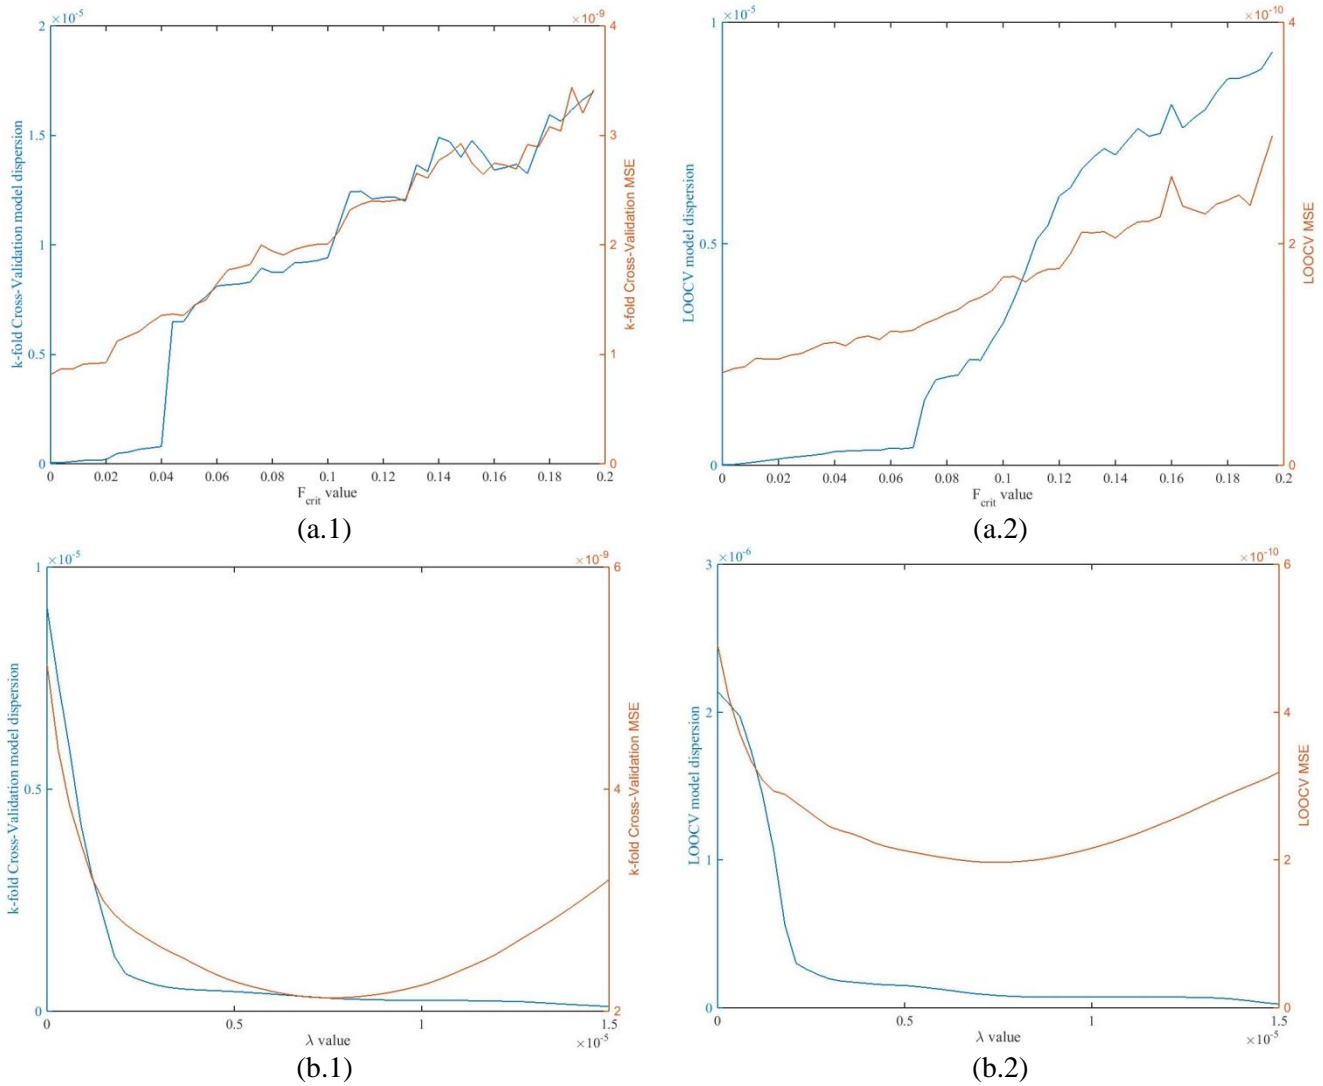 ×10⁻⁵
×10⁻⁹
2
1.5
1
0.5
0
k-fold Cross-Validation model dispersion
4
3
2
1
0
k-fold Cross-Validation MSE
0 0.02 0.04 0.06 0.08 0.1 0.12 0.14 0.16 0.18 0.2
F_crit value
(a.1)
×10⁻⁵
×10⁻¹⁰
1
0.5
0
LOOCV model dispersion
4
2
0
LOOCV MSE
0 0.02 0.04 0.06 0.08 0.1 0.12 0.14 0.16 0.18 0.2
F_crit value
(a.2)
×10⁻⁵
×10⁻⁹
1
0.5
0
k-fold Cross-Validation model dispersion
6
4
2
k-fold Cross-Validation MSE
0 0.5 1 1.5
λ value
×10⁻⁵
(b.1)
×10⁻⁶
×10⁻¹⁰
3
2
1
0
LOOCV model dispersion
6
4
2
0
LOOCV MSE
0 0.5 1 1.5
λ value
×10⁻⁵
(b.2)